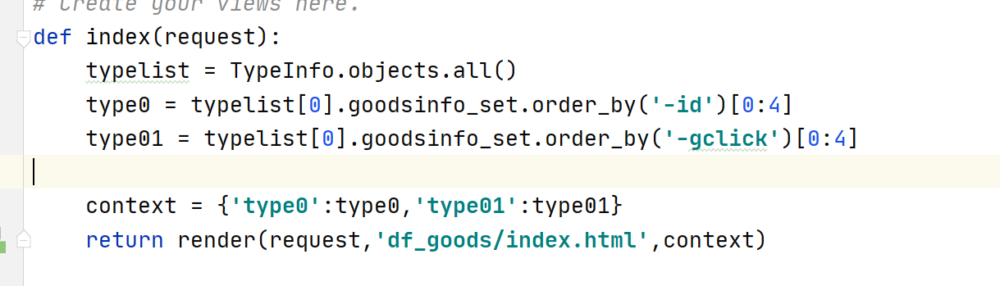 # Create your views here.
def index(request):
    typelist = TypeInfo.objects.all()
    type0 = typelist[0].goodsinfo_set.order_by('-id')[0:4]
    type01 = typelist[0].goodsinfo_set.order_by('-gclick')[0:4]
    context = {'type0':type0,'type01':type01}
    return render(request,'df_goods/index.html',context)